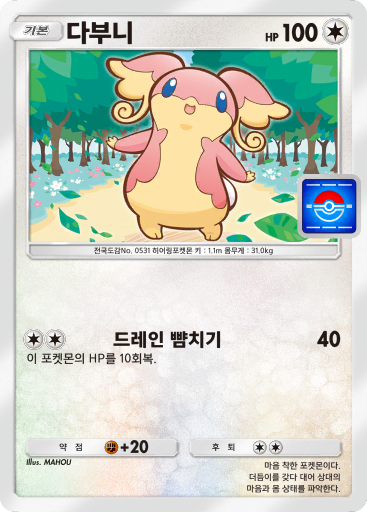 기본 다부니 HP 100
전국도감No. 0531 히어링포켓몬 키 : 1.1m 몸무게 : 31.0kg
드레인 뺨치기 40
이 포켓몬의 HP를 10회복.
약점 +20 후퇴
Illus. MAHOU
마음 착한 포켓몬이다.
더듬이를 갖다 대어 상대의
마음과 몸 상태를 파악한다.